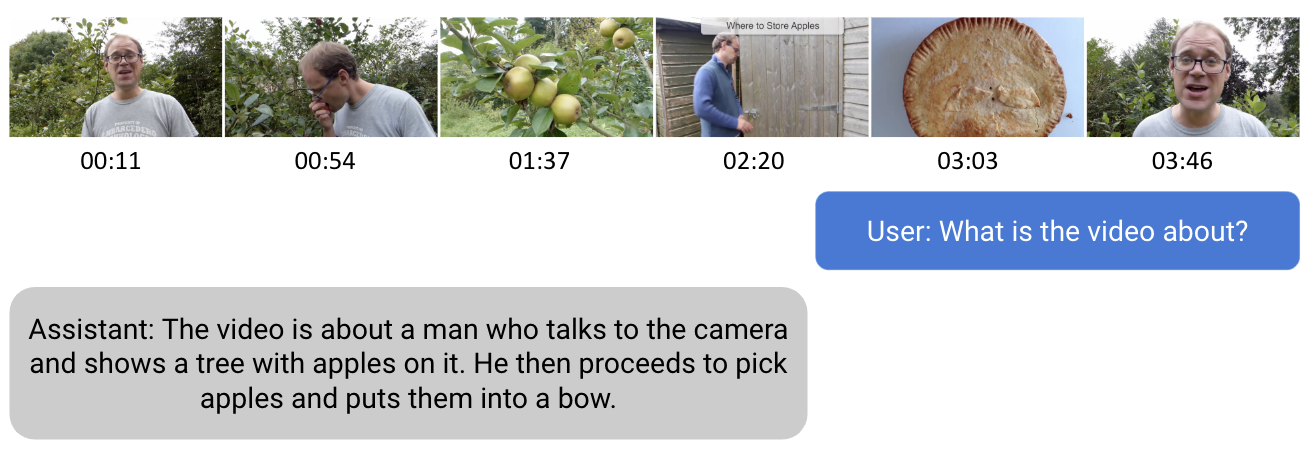 Where to Store Apples
00:11
00:54
01:37
02:20
03:03
03:46
User: What is the video about?
Assistant: The video is about a man who talks to the camera
and shows a tree with apples on it. He then proceeds to pick
apples and puts them into a bow.